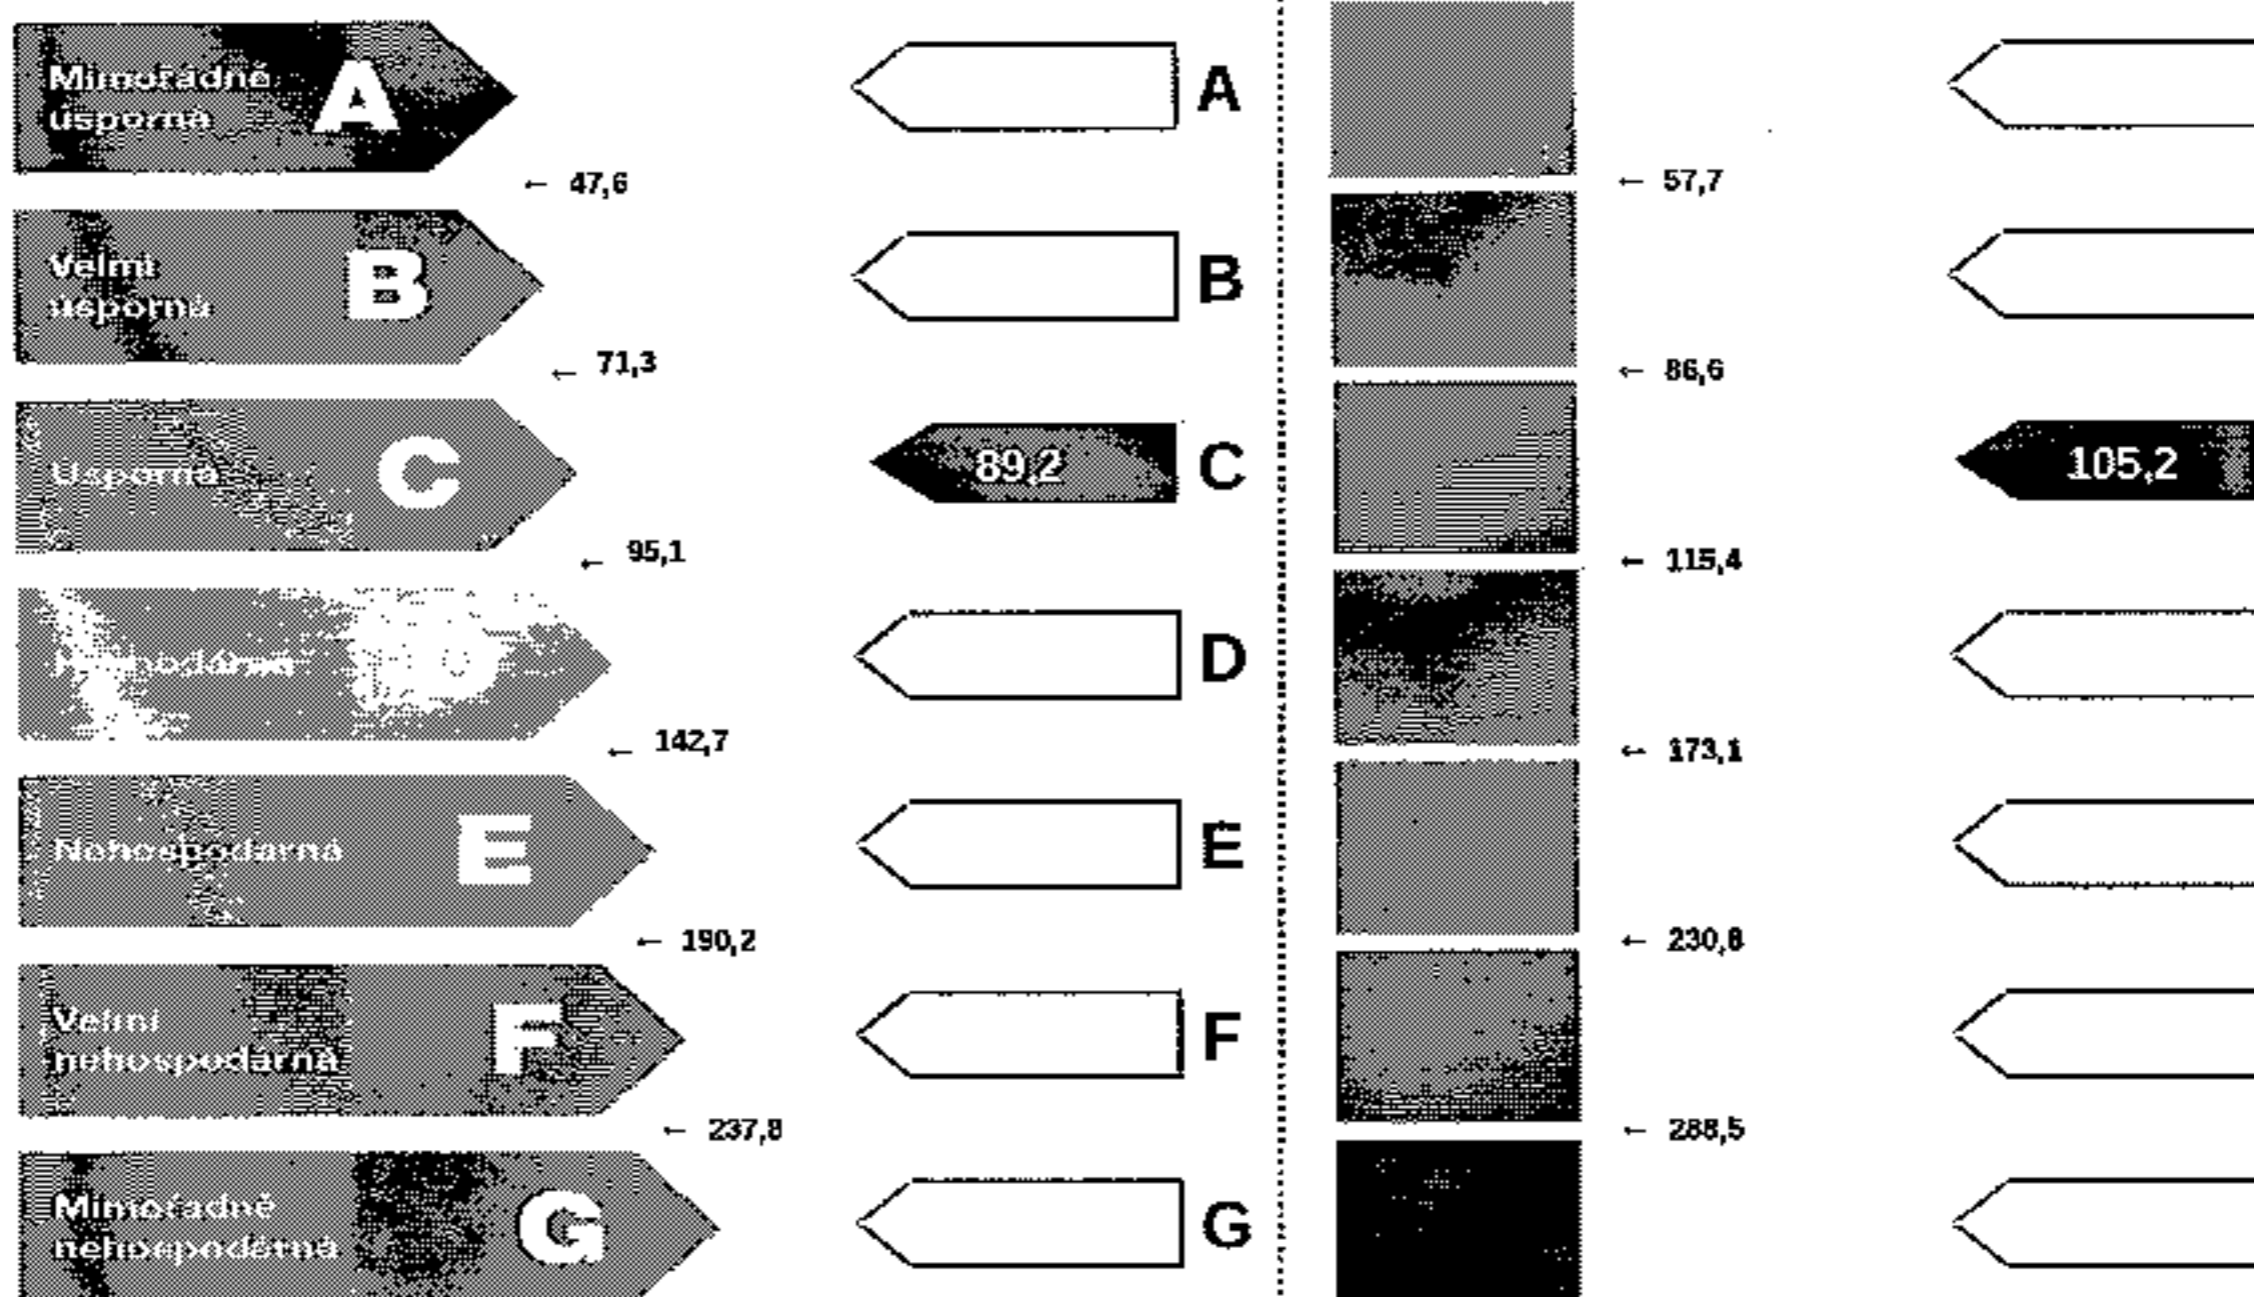 Mimořádně
úsporná
A
A
47,6
57,7
Velmi
úsporná
B
B
71,3
86,6
Úsporná
C
89,2
C
105,2
95,1
115,4
D
142,7
173,1
Nehospodárná
E
E
190,2
230,8
Velmi
nehospodárná
F
F
237,8
288,5
Mimořádně
nehospodárná
G
G